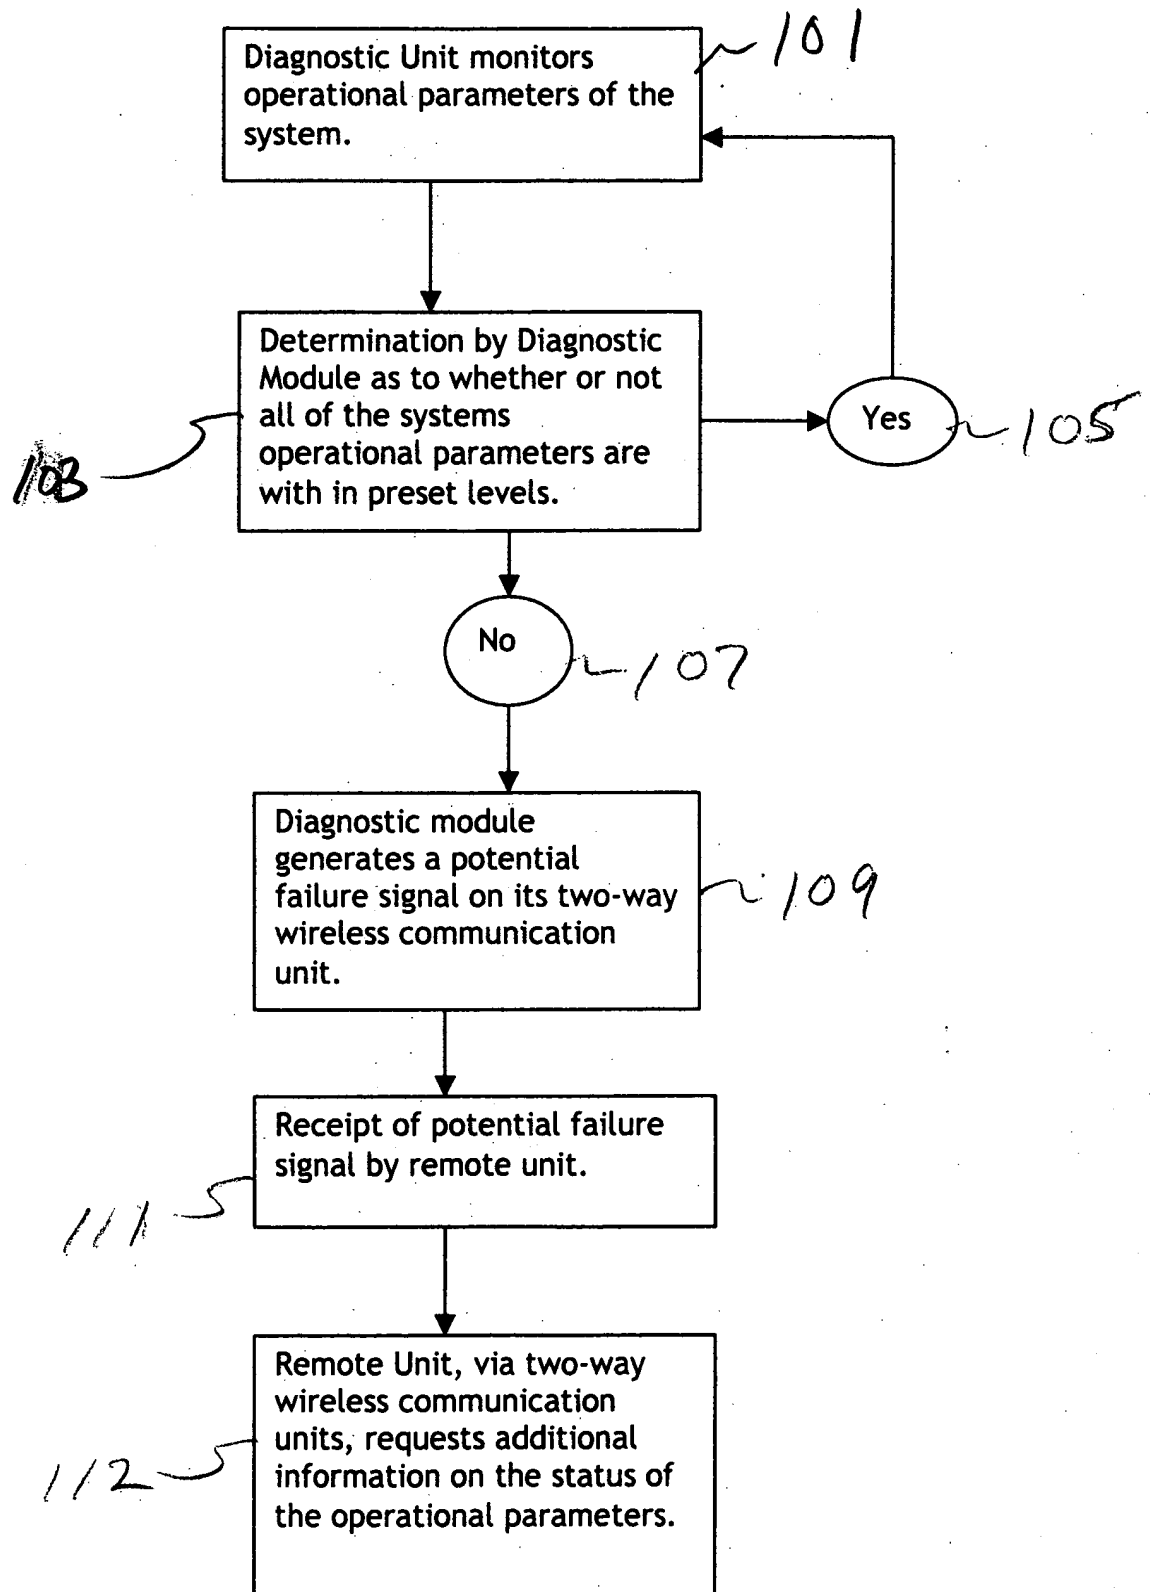 Diagnostic Unit monitors
operational parameters of the
system.
101
Determination by Diagnostic
Module as to whether or not
all of the systems
operational parameters are
with in preset levels.
103
Yes
105
No
107
Diagnostic module
generates a potential
failure signal on its two-way
wireless communication
unit.
109
Receipt of potential failure
signal by remote unit.
111
Remote Unit, via two-way
wireless communication
units, requests additional
information on the status of
the operational parameters.
112